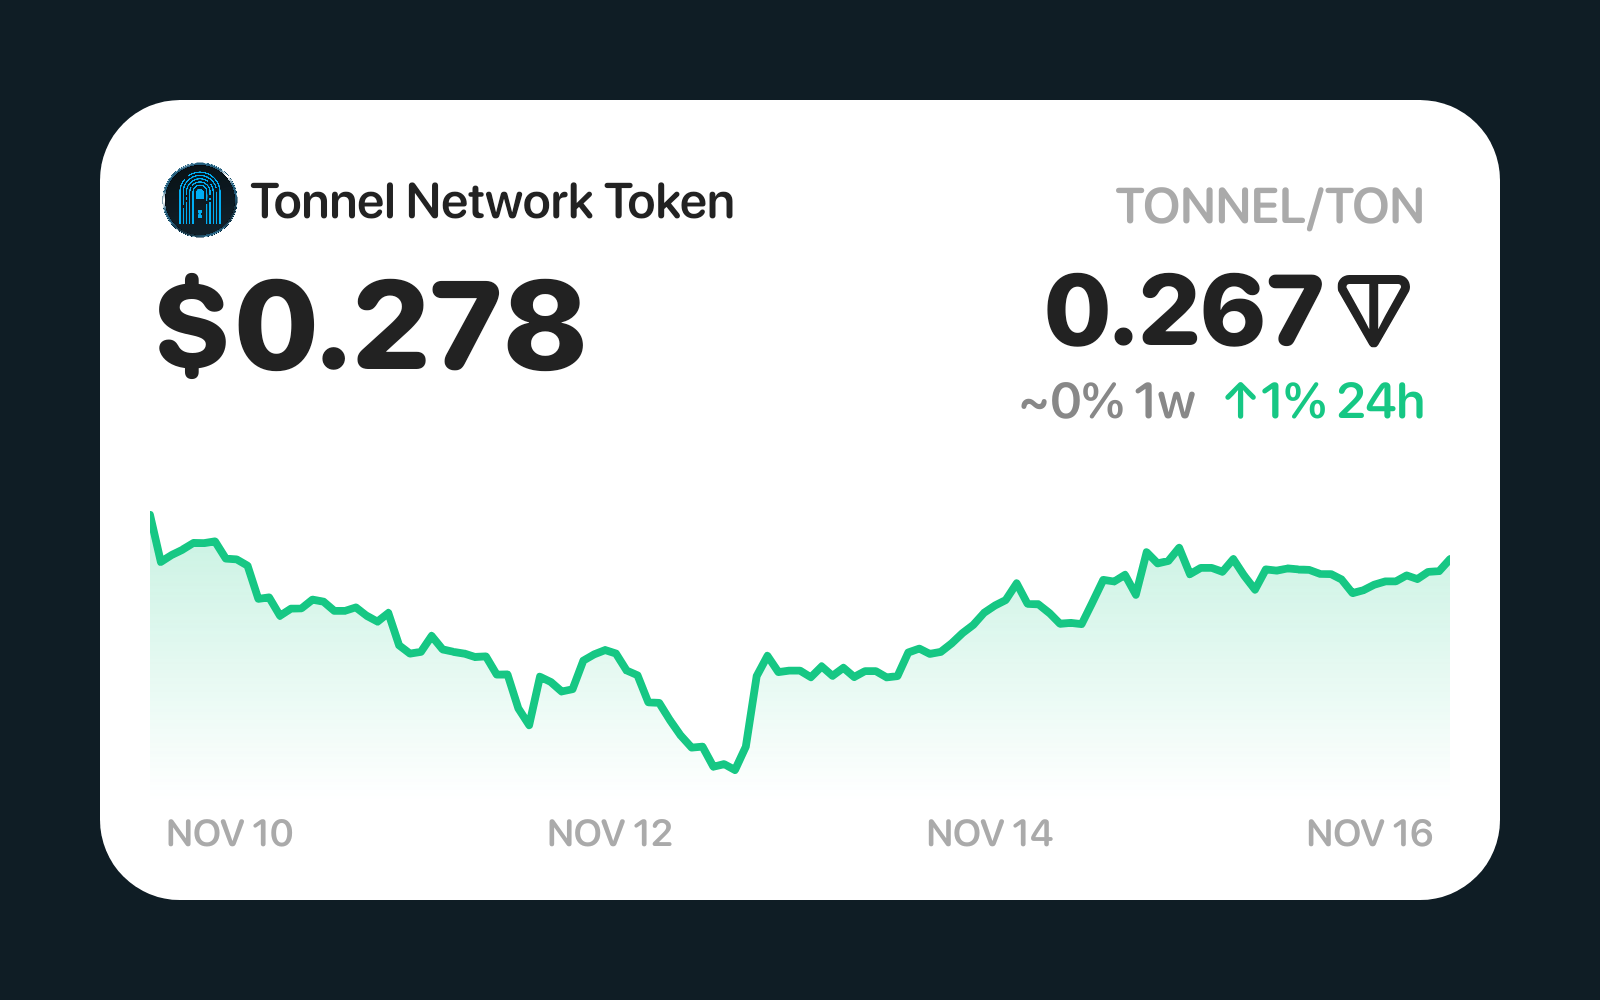 Tonnel Network Token
TONNEL/TON
$0.278
0.267
~0% 1w ↑1% 24h
NOV 10
NOV 12
NOV 14
NOV 16